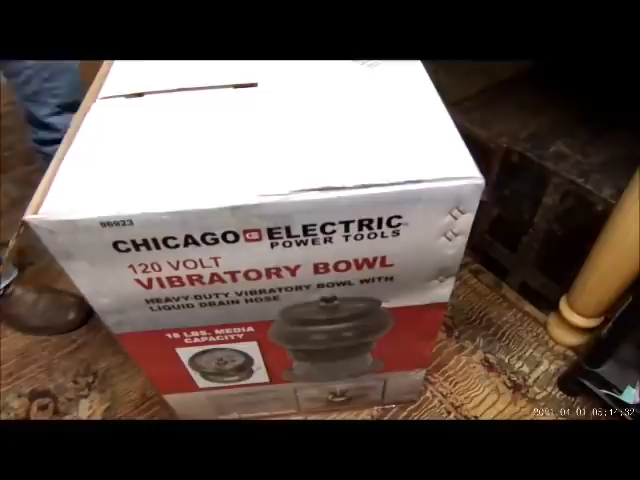 96923
CHICAGO ELECTRIC
POWER TOOLS
120 VOLT
VIBRATORY BOWL
HEAVY-DUTY VIBRATORY BOWL WITH
LIQUID DRAIN HOSE
18 LBS. MEDIA
CAPACITY